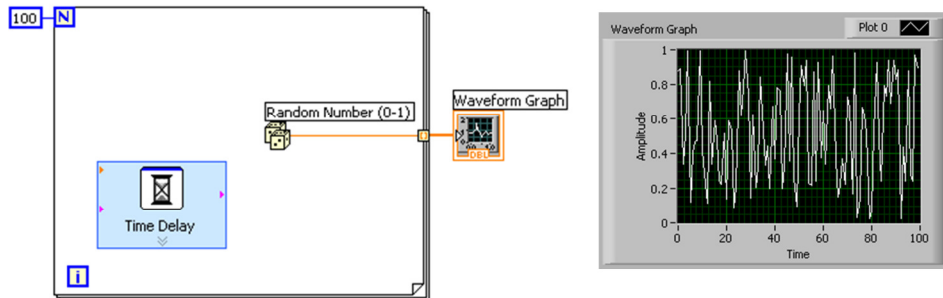 100
N
Random Number (0-1)
Waveform Graph
DBL
Time Delay
i
Waveform Graph
Plot 0
1
0.8
0.6
0.4
0.2
0
Amplitude
0 20 40 60 80 100
Time